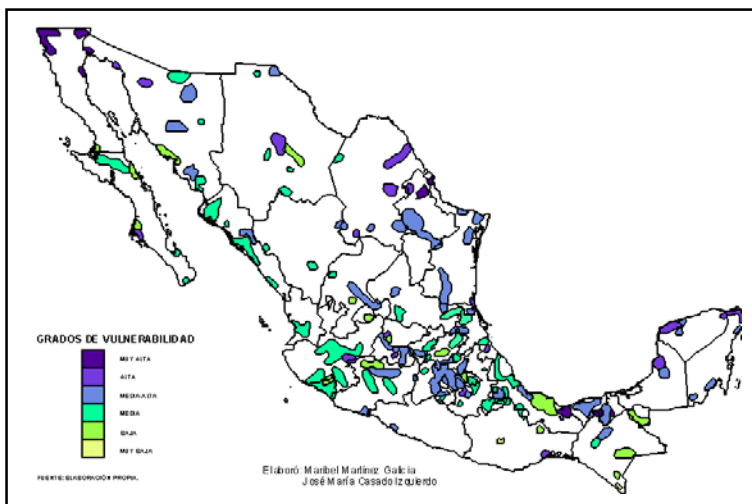 GRADOS DE VULNERABILIDAD
MUY ALTA
ALTA
MEDIA ALTA
MEDIA
BAJA
MUY BAJA
FUENTE: ELABORACIÓN PROPIA.
Elaboró: Maribel Martínez Galicia
José María Casado Izquierdo